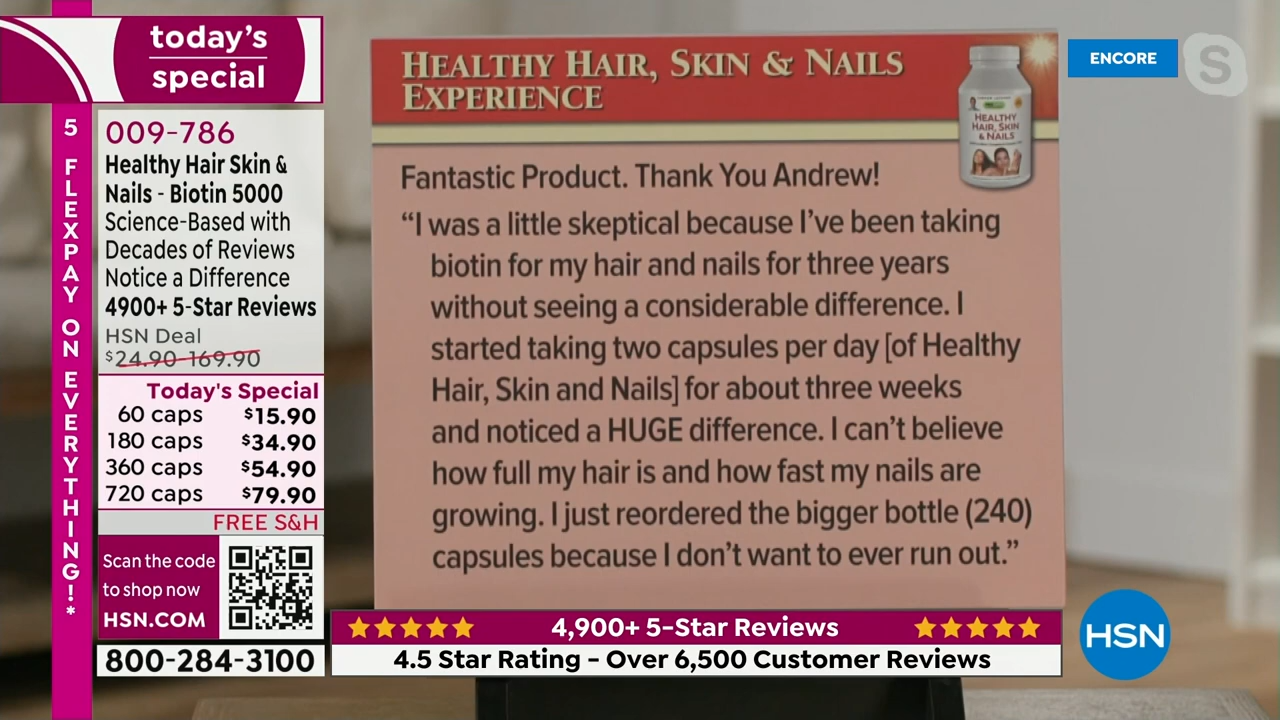 today's
special
5 FLEXPAY ON EVERYTHING!*
009-786
Healthy Hair Skin &
Nails - Biotin 5000
Science-Based with
Decades of Reviews
Notice a Difference
4900+ 5-Star Reviews
HSN Deal
$24.90-169.90
Today's Special
60 caps $15.90
180 caps $34.90
360 caps $54.90
720 caps $79.90
FREE S&H
Scan the code
to shop now
HSN.COM
800-284-3100
HEALTHY HAIR, SKIN & NAILS
EXPERIENCE
HEALTHY
HAIR, SKIN
& NAILS
Fantastic Product. Thank You Andrew!
“I was a little skeptical because I’ve been taking
biotin for my hair and nails for three years
without seeing a considerable difference. I
started taking two capsules per day [of Healthy
Hair, Skin and Nails] for about three weeks
and noticed a HUGE difference. I can’t believe
how full my hair is and how fast my nails are
growing. I just reordered the bigger bottle (240)
capsules because I don’t want to ever run out.”
ENCORE
S
4,900+ 5-Star Reviews
4.5 Star Rating – Over 6,500 Customer Reviews
HSN